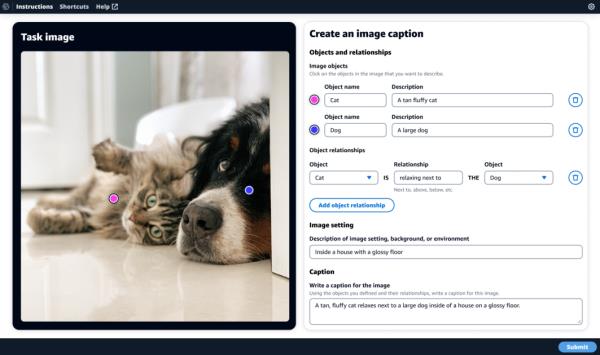 Instructions Shortcuts Help
Task image
Create an image caption
Objects and relationships
Image objects
Click on the objects in the image that you want to describe.
Object name Description
Cat A tan fluffy cat
Object name Description
Dog A large dog
Object relationships
Object Relationship Object
Cat IS relaxing next to THE Dog
Next to, above, below, etc.
Add object relationship
Image setting
Description of image setting, background, or environment
Inside a house with a glossy floor
Caption
Write a caption for the image
Using the objects you defined and their relationships, write a caption for this image.
A tan, fluffy cat relaxes next to a large dog inside of a house on a glossy floor.
Submit